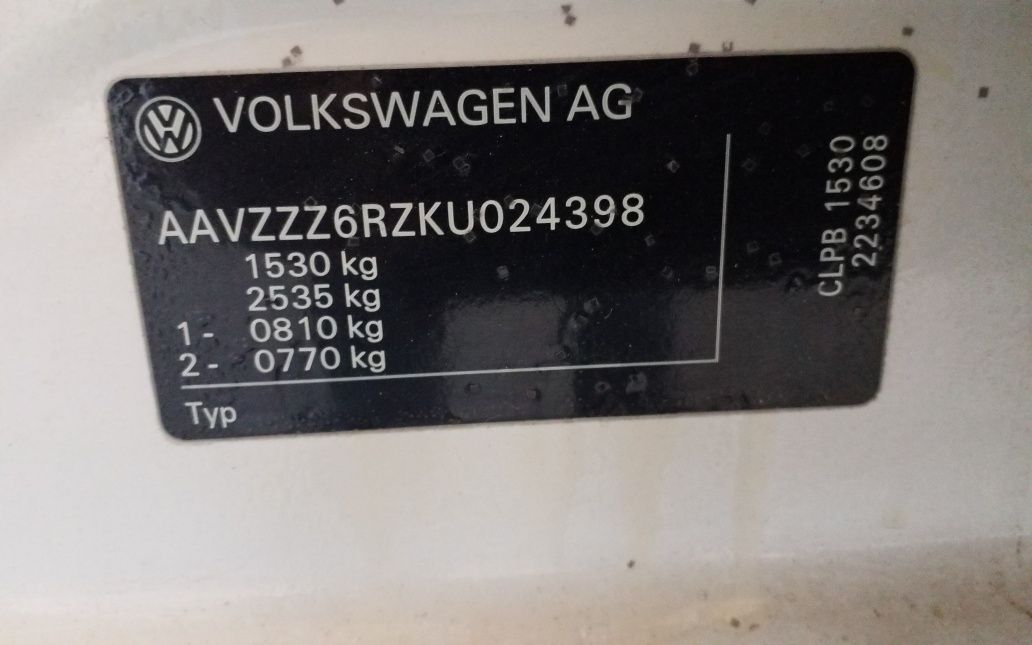 VOLKSWAGEN AG
AAVZZZ6RZKU024398
1530 kg
2535 kg
1 - 0810 kg
2 - 0770 kg
Typ
CLPB 1530
2234608